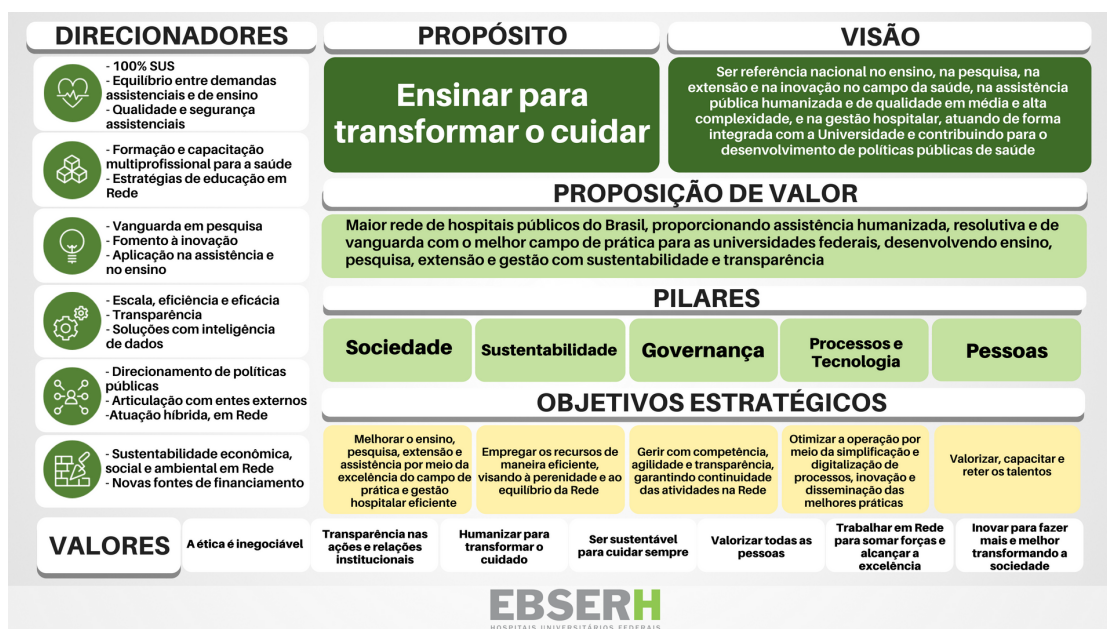 DIRECIONADORES
- 100% SUS
- Equilíbrio entre demandas
assistenciais e de ensino
- Qualidade e segurança
assistenciais
- Formação e capacitação
multiprofissional para a saúde
- Estratégias de educação em
Rede
- Vanguarda em pesquisa
- Fomento à inovação
- Aplicação na assistência e
no ensino
- Escala, eficiência e eficácia
- Transparência
- Soluções com inteligência
de dados
- Direcionamento de políticas
públicas
- Articulação com entes externos
-Atuação híbrida, em Rede
- Sustentabilidade econômica,
social e ambiental em Rede
- Novas fontes de financiamento
PROPÓSITO
Ensinar para
transformar o cuidar
VISÃO
Ser referência nacional no ensino, na pesquisa, na
extensão e na inovação no campo da saúde, na assistência
pública humanizada e de qualidade em média e alta
complexidade, e na gestão hospitalar, atuando de forma
integrada com a Universidade e contribuindo para o
desenvolvimento de políticas públicas de saúde
PROPOSIÇÃO DE VALOR
Maior rede de hospitais públicos do Brasil, proporcionando assistência humanizada, resolutiva e de
vanguarda com o melhor campo de prática para as universidades federais, desenvolvendo ensino,
pesquisa, extensão e gestão com sustentabilidade e transparência
PILARES
Sociedade
Sustentabilidade
Governança
Processos e
Tecnologia
Pessoas
OBJETIVOS ESTRATÉGICOS
Melhorar o ensino,
pesquisa, extensão e
assistência por meio da
excelência do campo de
prática e gestão
hospitalar eficiente
Empregar os recursos de
maneira eficiente,
visando à perenidade e ao
equilíbrio da Rede
Gerir com competência,
agilidade e transparência,
garantindo continuidade
das atividades na Rede
Otimizar a operação por
meio da simplificação e
digitalização de
processos, inovação e
disseminação das
melhores práticas
Valorizar, capacitar e
reter os talentos
VALORES
A ética é inegociável
Transparência nas
ações e relações
institucionais
Humanizar para
transformar o
cuidado
Ser sustentável
para cuidar sempre
Valorizar todas as
pessoas
Trabalhar em Rede
para somar forças e
alcançar a
excelência
Inovar para fazer
mais e melhor
transformando a
sociedade
EBSERH
HOSPITAIS UNIVERSITÁRIOS FEDERAIS